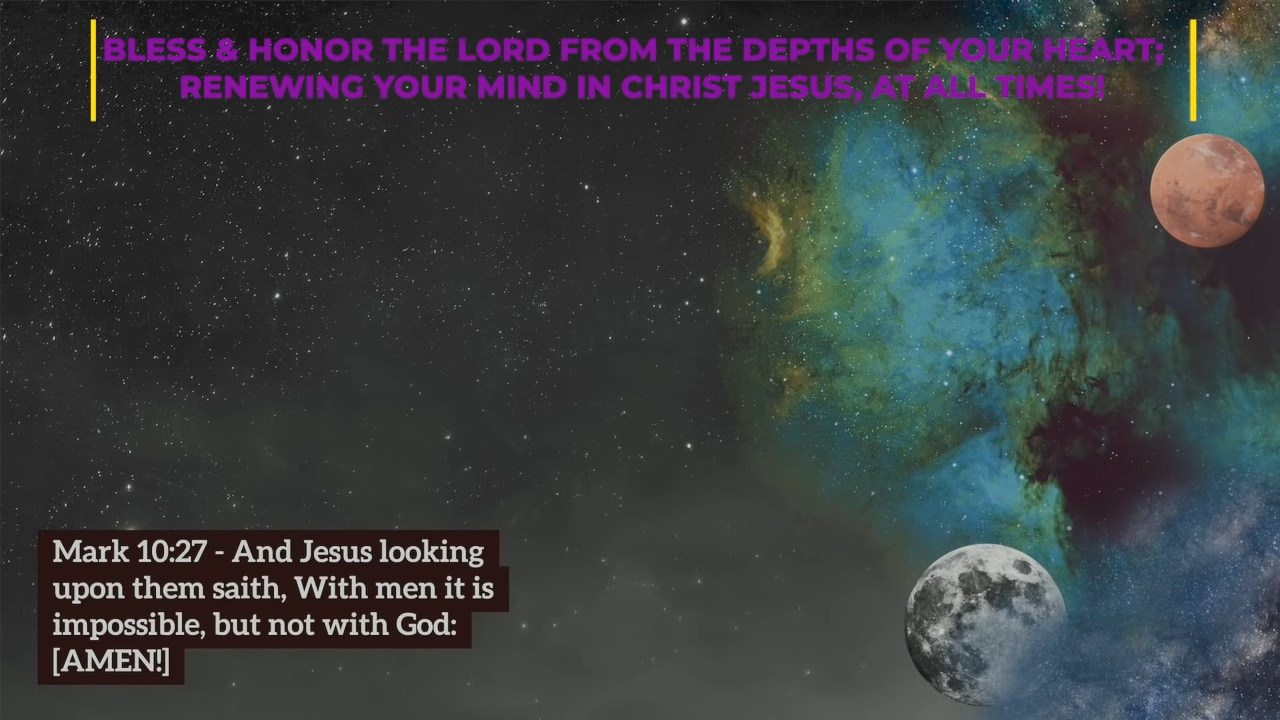 BLESS & HONOR THE LORD FROM THE DEPTHS OF YOUR HEART;
RENEWING YOUR MIND IN CHRIST JESUS, AT ALL TIMES!
Mark 10:27 - And Jesus looking
upon them saith, With men it is
impossible, but not with God:
[AMEN!]